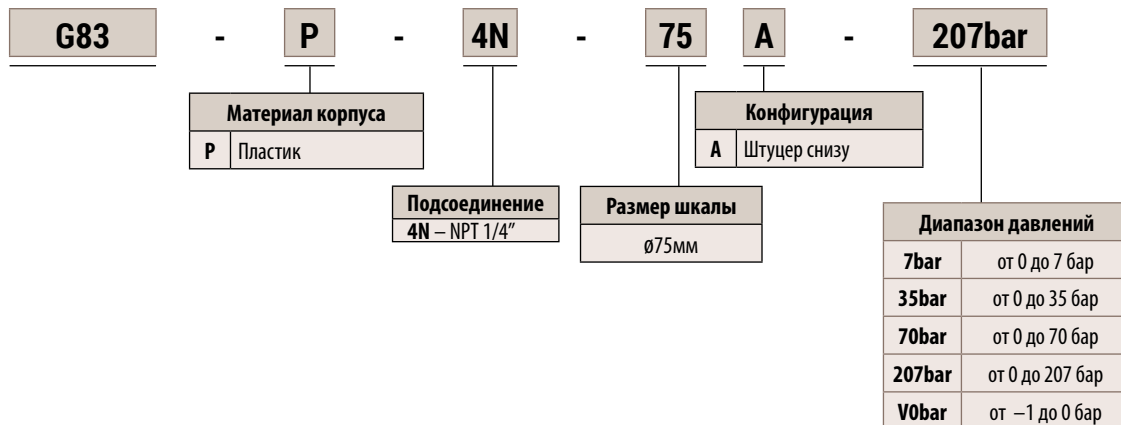 G83 - P - 4N - 75 A - 207bar
Материал корпуса
P Пластик
Конфигурация
A Штуцер снизу
Подсоединение
4N – NPT 1/4”
Размер шкалы
ø75мм
Диапазон давлений
7bar от 0 до 7 бар
35bar от 0 до 35 бар
70bar от 0 до 70 бар
207bar от 0 до 207 бар
V0bar от –1 до 0 бар